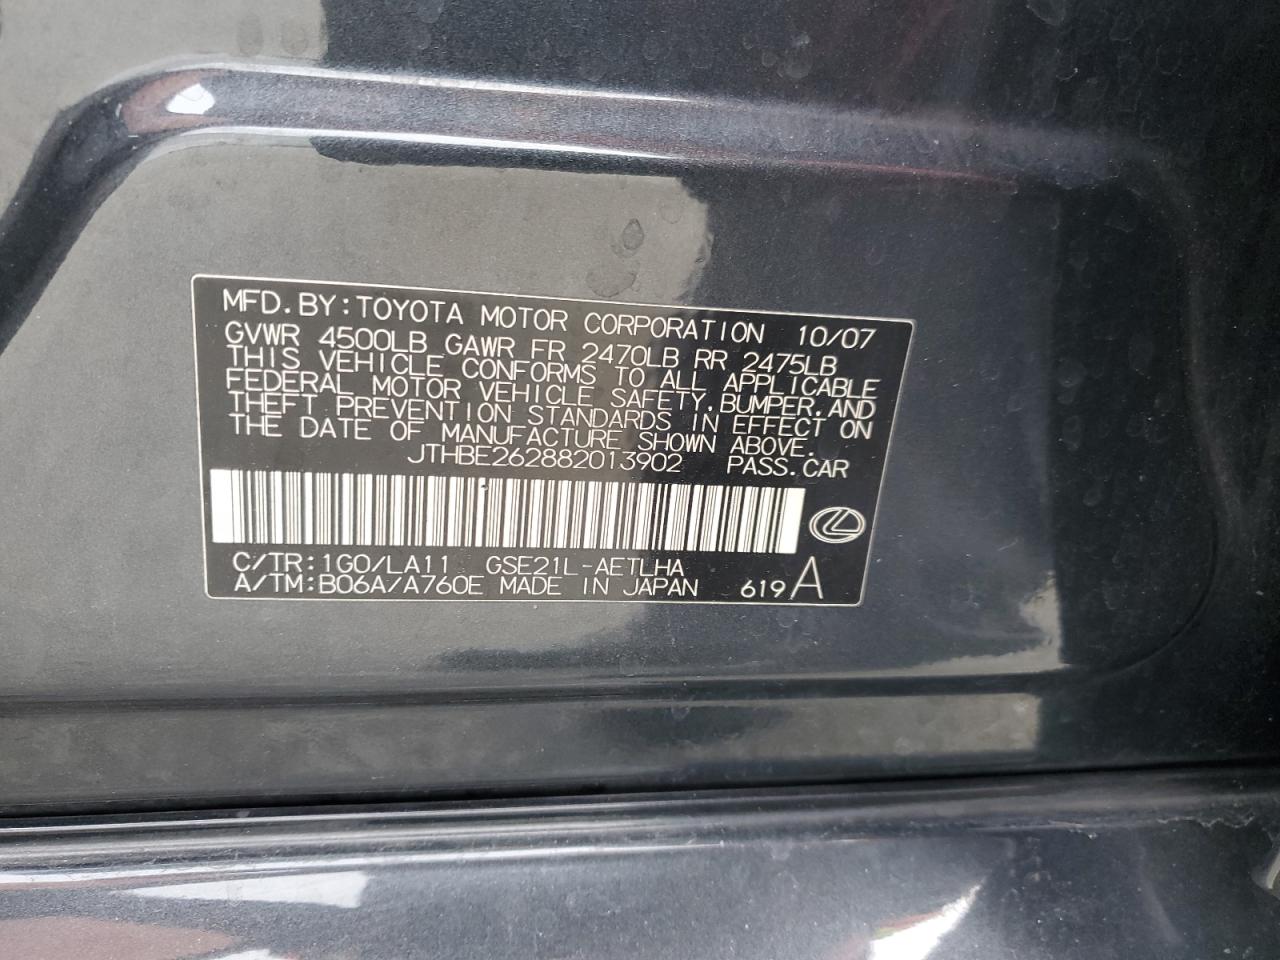 MFD.BY:TOYOTA MOTOR CORPORATION 10/07
GVWR 4500LB GAWR FR 2470LB RR 2475LB
THIS VEHICLE CONFORMS TO ALL APPLICABLE
FEDERAL MOTOR VEHICLE SAFETY,BUMPER,AND
THEFT PREVENTION STANDARDS IN EFFECT ON
THE DATE OF MANUFACTURE SHOWN ABOVE.
JTHBE262882013902 PASS.CAR
C/TR:1G0/LA11 GSE21L-AETLHA
A/TM:B06A/A760E MADE IN JAPAN 619A